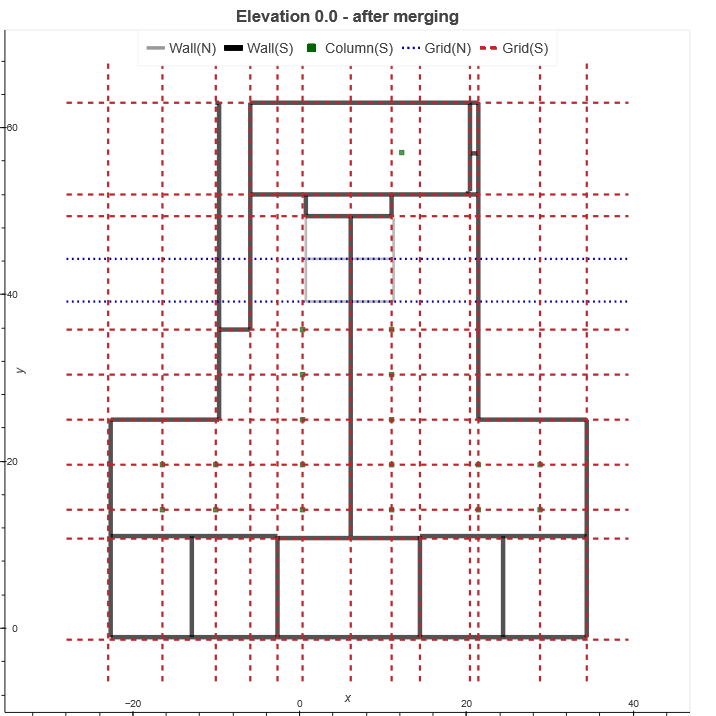 Elevation 0.0 - after merging
Wall(N) Wall(S) Column(S) Grid(N) Grid(S)
60
40
y
20
0
x
−20 0 20 40